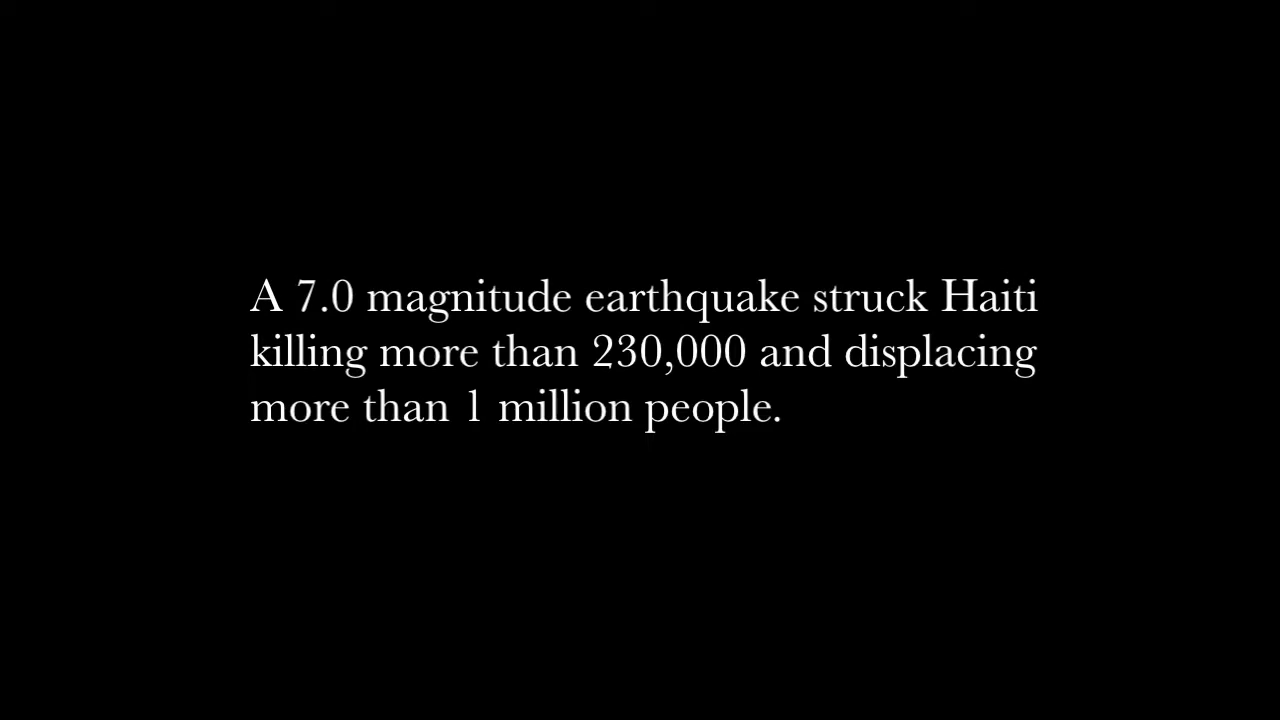 A 7.0 magnitude earthquake struck Haiti
killing more than 230,000 and displacing
more than 1 million people.